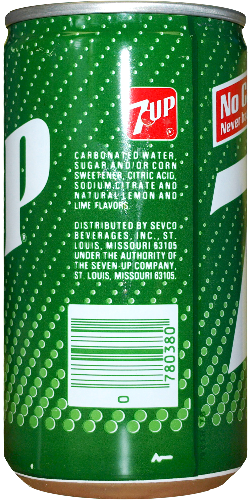 7UP
No C
Never
P
CARBONATED WATER,
SUGAR AND/OR CORN
SWEETENER, CITRIC ACID,
SODIUM CITRATE AND
NATURAL LEMON AND
LIME FLAVORS.
DISTRIBUTED BY SEVCO
BEVERAGES, INC., ST.
LOUIS, MISSOURI 63105
UNDER THE AUTHORITY OF
THE SEVEN-UP COMPANY,
ST. LOUIS, MISSOURI 63105.
0 780380